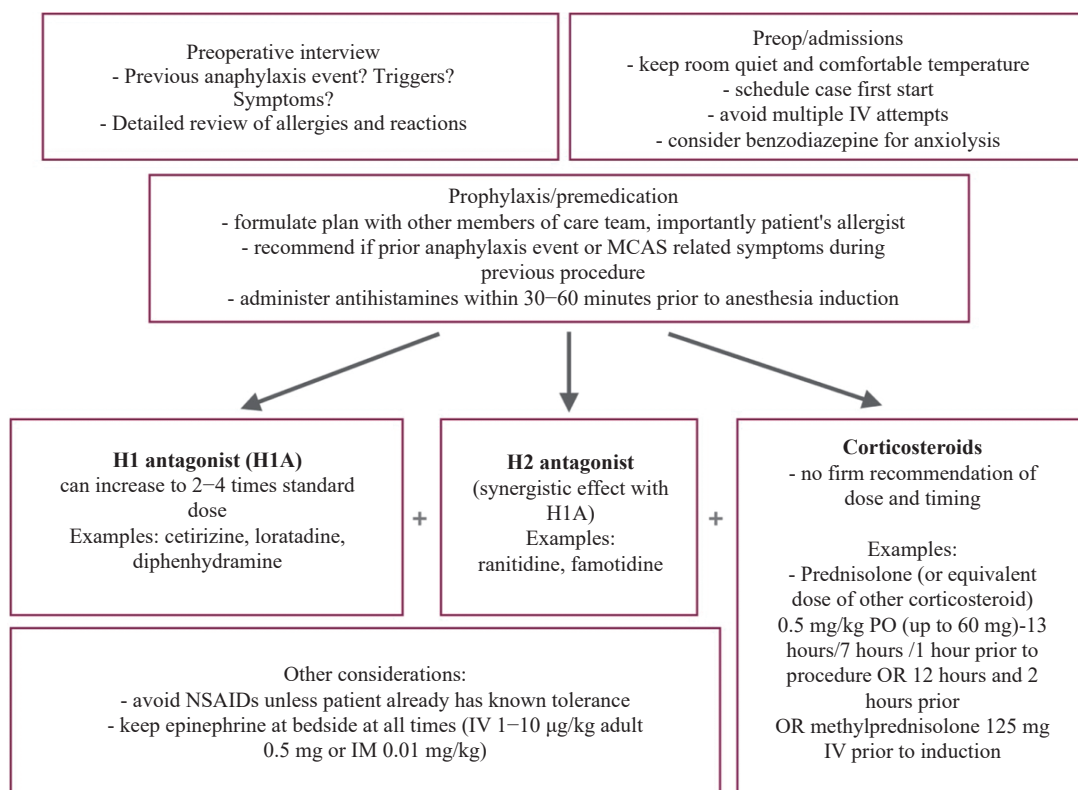 Preoperative interview
- Previous anaphylaxis event? Triggers?
Symptoms?
- Detailed review of allergies and reactions
Preop/admissions
- keep room quiet and comfortable temperature
- schedule case first start
- avoid multiple IV attempts
- consider benzodiazepine for anxiolysis
Prophylaxis/premedication
- formulate plan with other members of care team, importantly patient's allergist
- recommend if prior anaphylaxis event or MCAS related symptoms during
previous procedure
- administer antihistamines within 30−60 minutes prior to anesthesia induction
H1 antagonist (H1A)
can increase to 2−4 times standard
dose
Examples: cetirizine, loratadine,
diphenhydramine
+
H2 antagonist
(synergistic effect with
H1A)
Examples:
ranitidine, famotidine
+
Corticosteroids
- no firm recommendation of
dose and timing
Examples:
- Prednisolone (or equivalent
dose of other corticosteroid)
0.5 mg/kg PO (up to 60 mg)-13
hours/7 hours /1 hour prior to
procedure OR 12 hours and 2
hours prior
OR methylprednisolone 125 mg
IV prior to induction
Other considerations:
- avoid NSAIDs unless patient already has known tolerance
- keep epinephrine at bedside at all times (IV 1−10 μg/kg adult
0.5 mg or IM 0.01 mg/kg)